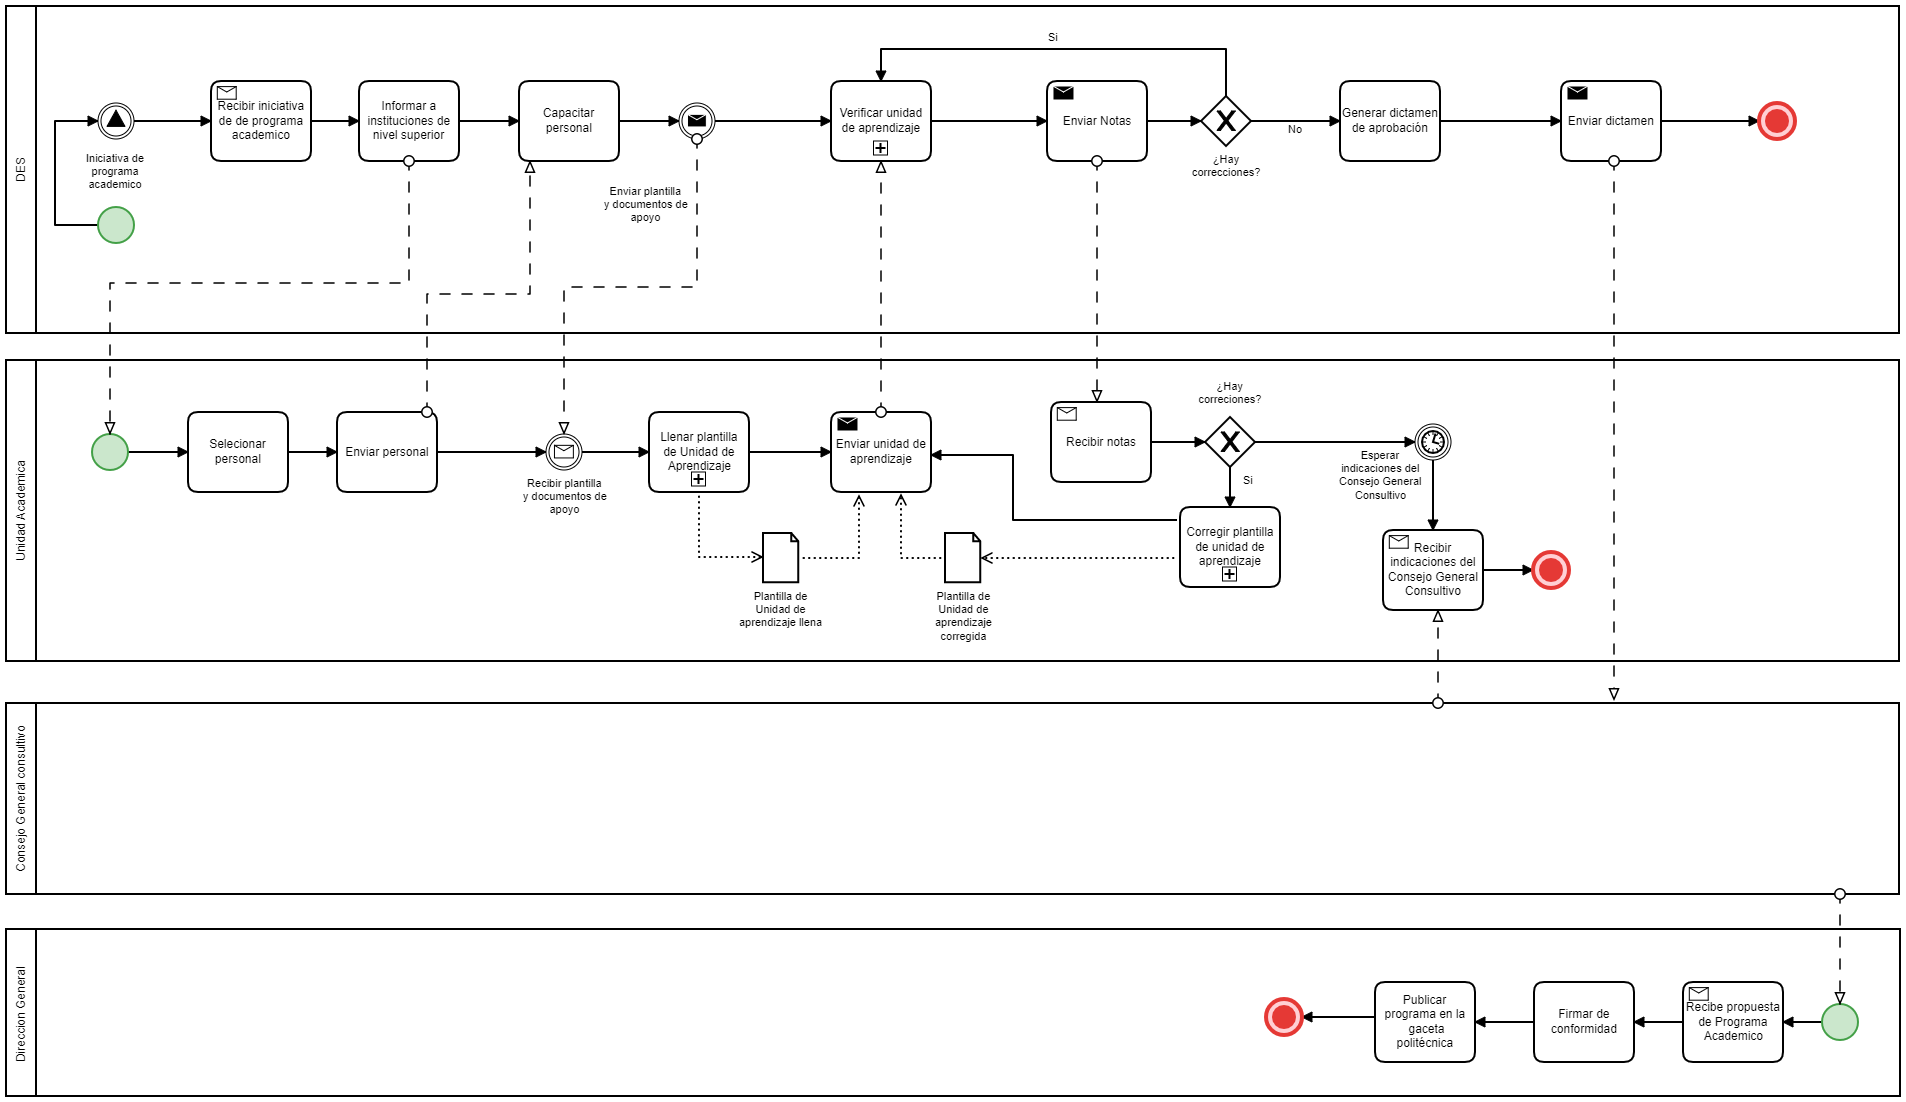 DES
Si
Iniciativa de
programa
academico
Recibir iniciativa
de de programa
academico
Informar a
instituciones de
nivel superior
Capacitar
personal
Enviar plantilla
y documentos de
apoyo
Verificar unidad
de aprendizaje
Enviar Notas
¿Hay
correcciones?
No
Generar dictamen
de aprobación
Enviar dictamen
Unidad Academica
Selecionar
personal
Enviar personal
Recibir plantilla
y documentos de
apoyo
Llenar plantilla
de Unidad de
Aprendizaje
Enviar unidad de
aprendizaje
Plantilla de
Unidad de
aprendizaje llena
Plantilla de
Unidad de
aprendizaje
corregida
Recibir notas
¿Hay
correciones?
Si
Corregir plantilla
de unidad de
aprendizaje
Esperar
indicaciones del
Consejo General
Consultivo
Recibir
indicaciones del
Consejo General
Consultivo
Consejo General consultivo
Direccion General
Publicar
programa en la
gaceta
politécnica
Firmar de
conformidad
Recibe propuesta
de Programa
Academico